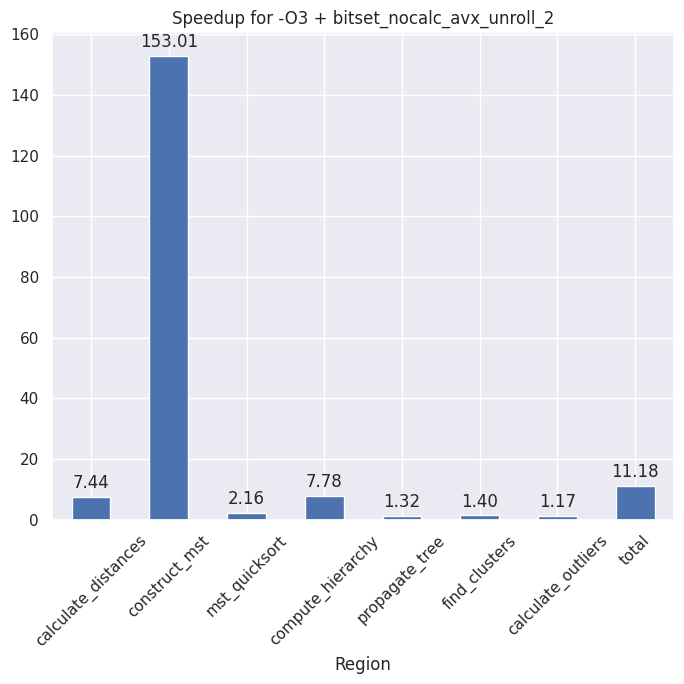 Speedup for -O3 + bitset_nocalc_avx_unroll_2
160
140
120
100
80
60
40
20
0
7.44
153.01
2.16
7.78
1.32
1.40
1.17
11.18
calculate_distances
construct_mst
mst_quicksort
compute_hierarchy
propagate_tree
find_clusters
calculate_outliers
total
Region